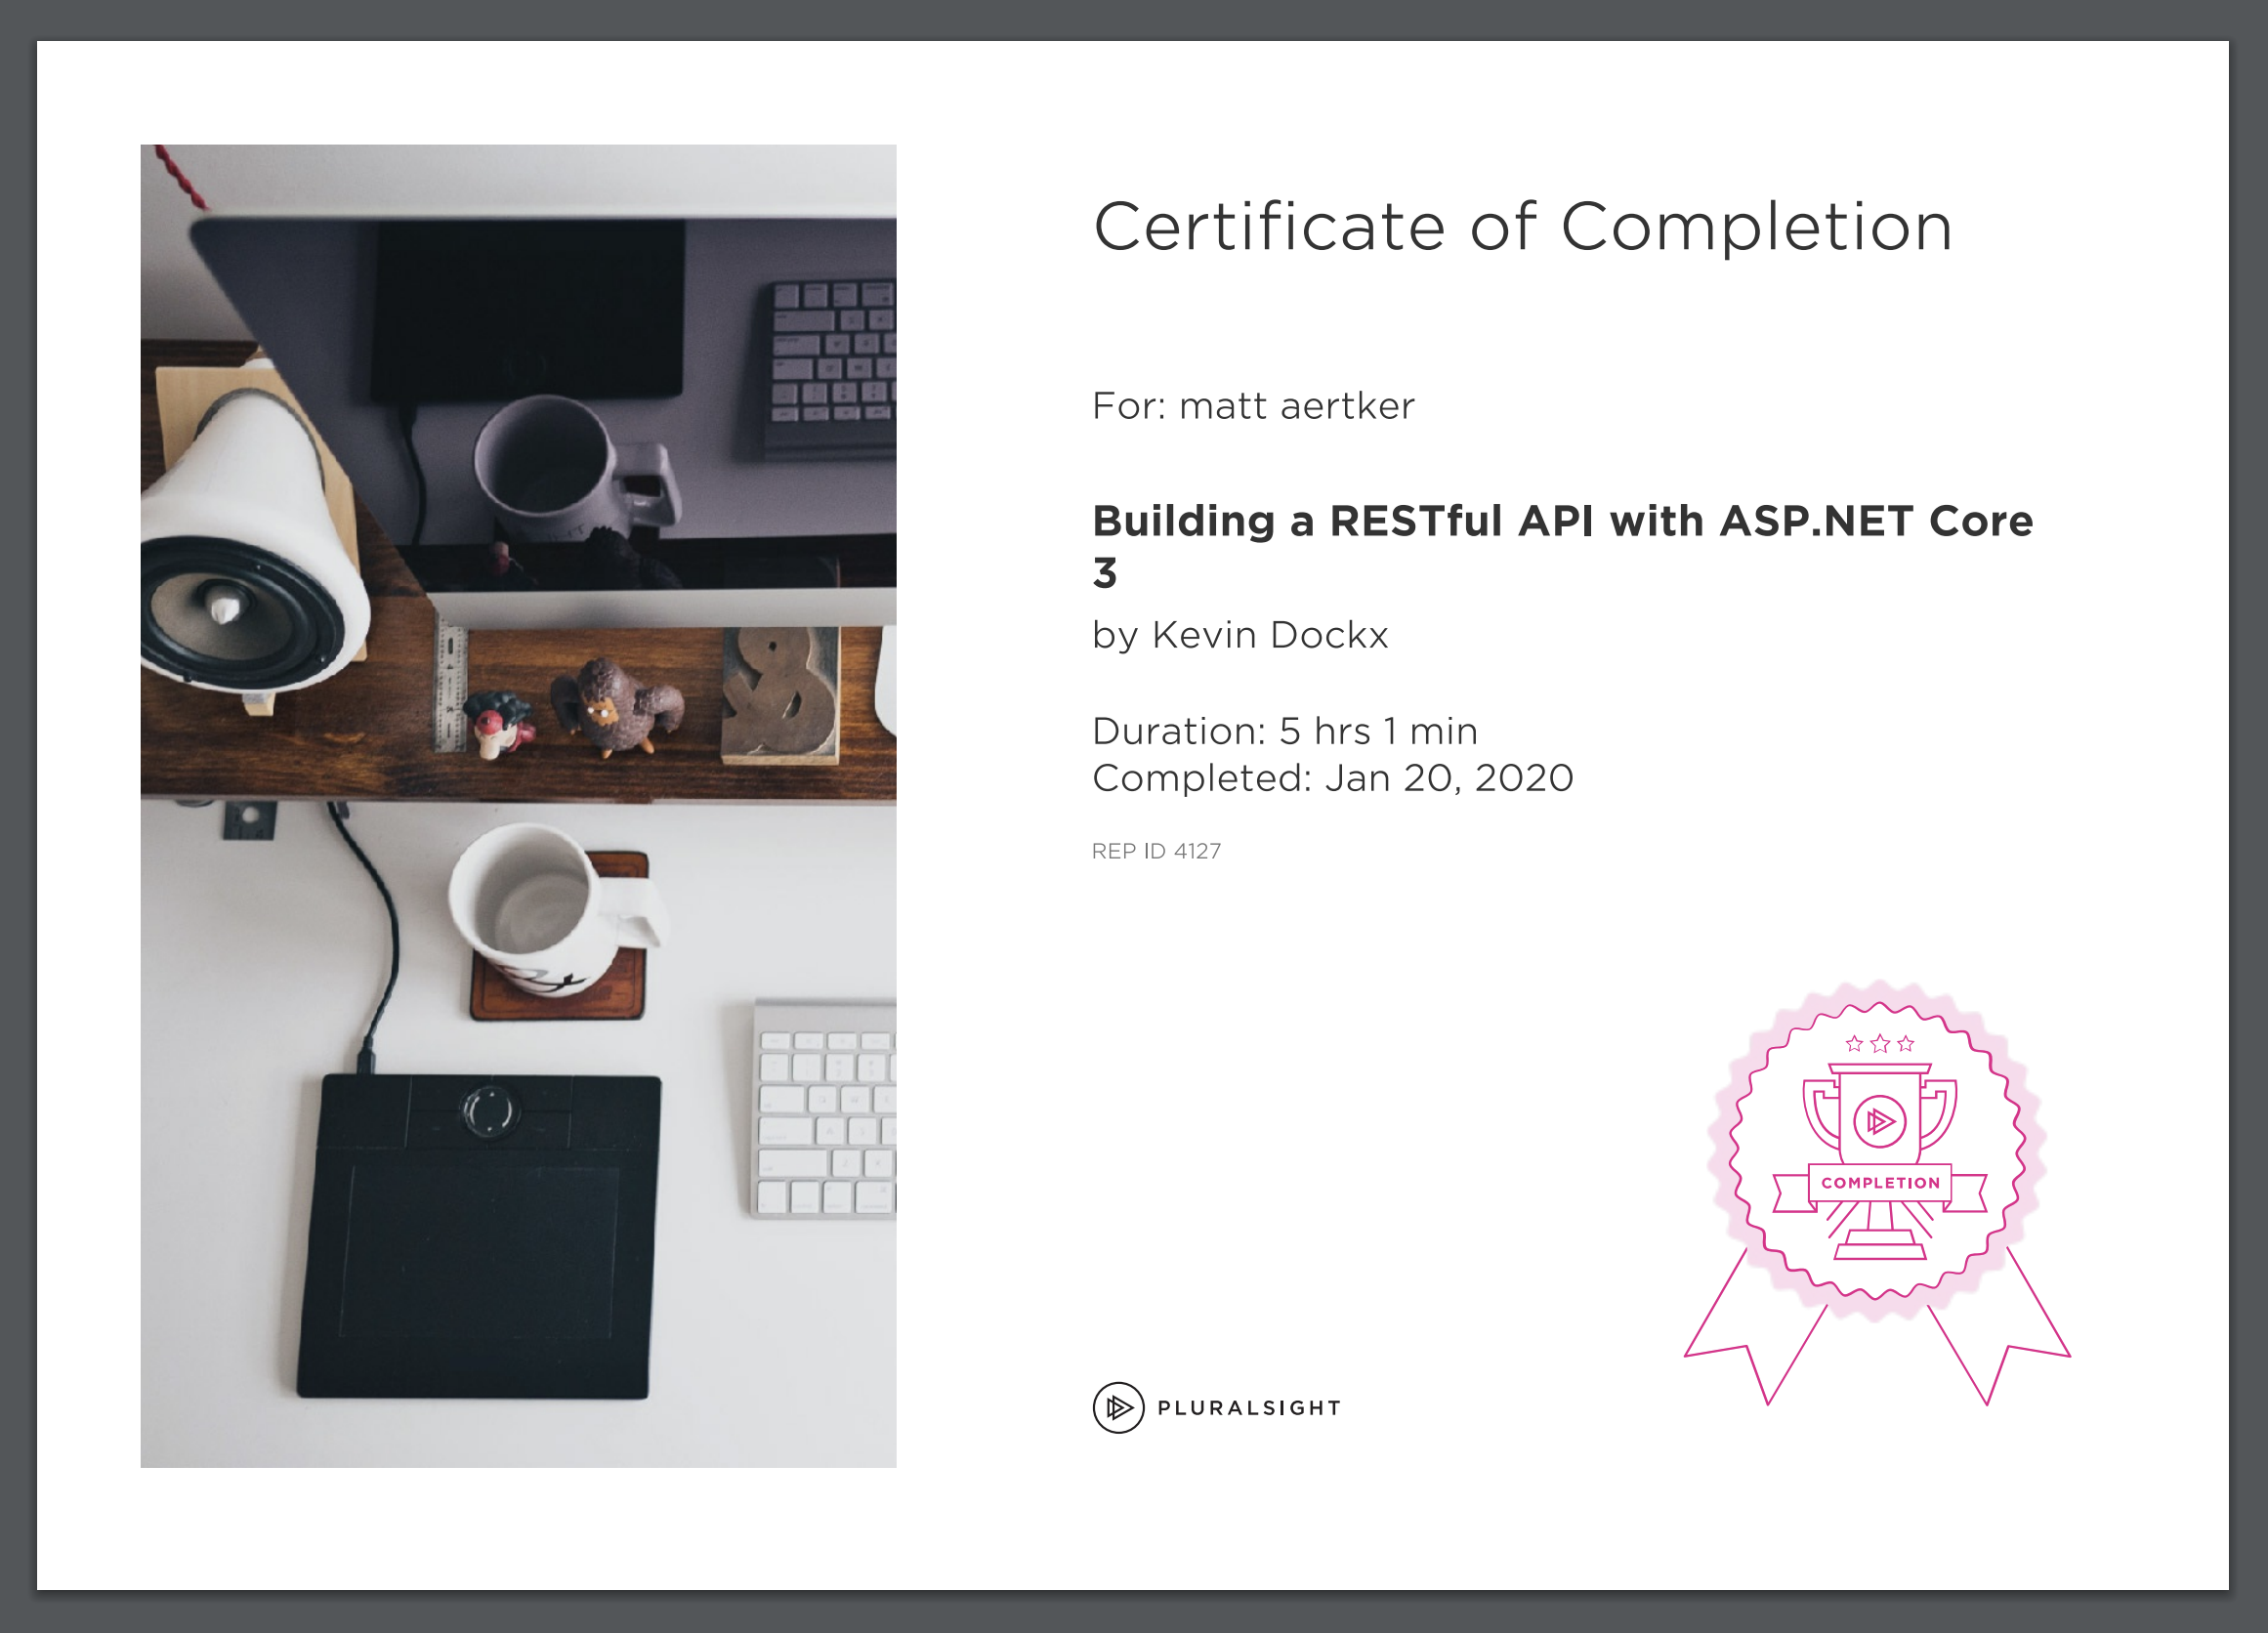 Certificate of Completion
For: matt aertker
Building a RESTful API with ASP.NET Core
3
by Kevin Dockx
Duration: 5 hrs 1 min
Completed: Jan 20, 2020
REP ID 4127
COMPLETION
PLURALSIGHT